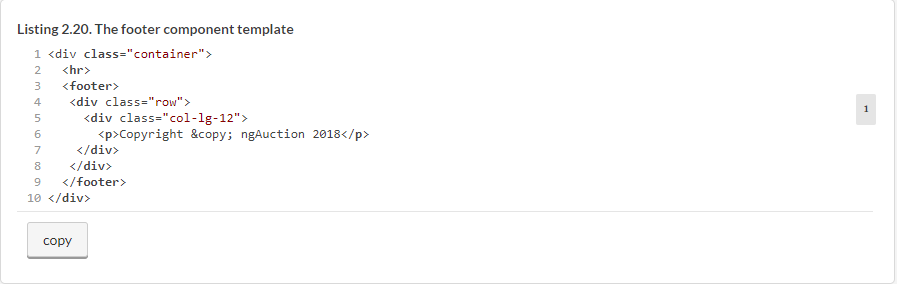 Listing 2.20. The footer component template
1 <div class="container">
2   <hr>
3   <footer>
4    <div class="row">
5      <div class="col-lg-12">
6        <p>Copyright &copy; ngAuction 2018</p>
7     </div>
8    </div>
9   </footer>
10 </div>
1
copy